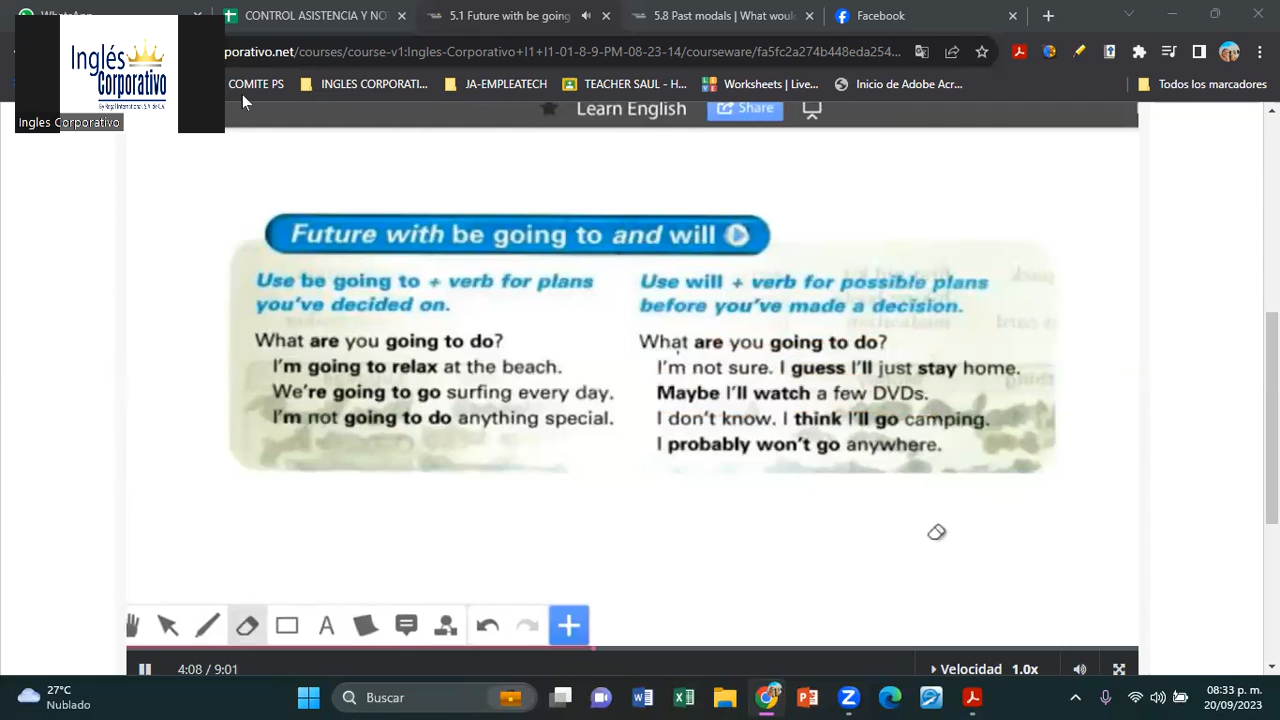 CONTROL ASISTENCIA Y NO
5.1 Future with be going
5.8 Past modals | What woul
Facebook
porativo.net/courses/course-v1:Ingles-Corporativo+I1+I1-019-9-PM-08-23-14/courseware/fa5f
Inglés
Corporativo
Ingles Corporativo
COMITE PS
INGLES CORPORATI...
JA-EMPLEATECH
TEACHER SAUL - H...
Worksheets | Live...
Inicio de Adobe Acr...
Todos los marcadores
Learn English
Share
Future with be going to and will
Use be going to + verb for plans
you've decided on.
What are you going to do?
I'm going to relax at the beach.
We're going to go surfing every day.
I'm not going to do anything special.
Use will + verb for possible plans
before you've made a decision.
What are you going to do?
I'm not sure. I guess I'll just stay home.
Maybe I'll watch a few DVDs.
I don't know. I think I'll go camping.
I probably won't go anywhere.
A
4:08 / 9:01
Velocidad 1.0x
27°C
Nublado
Buscar
08:33 p. m.
20/09/2023